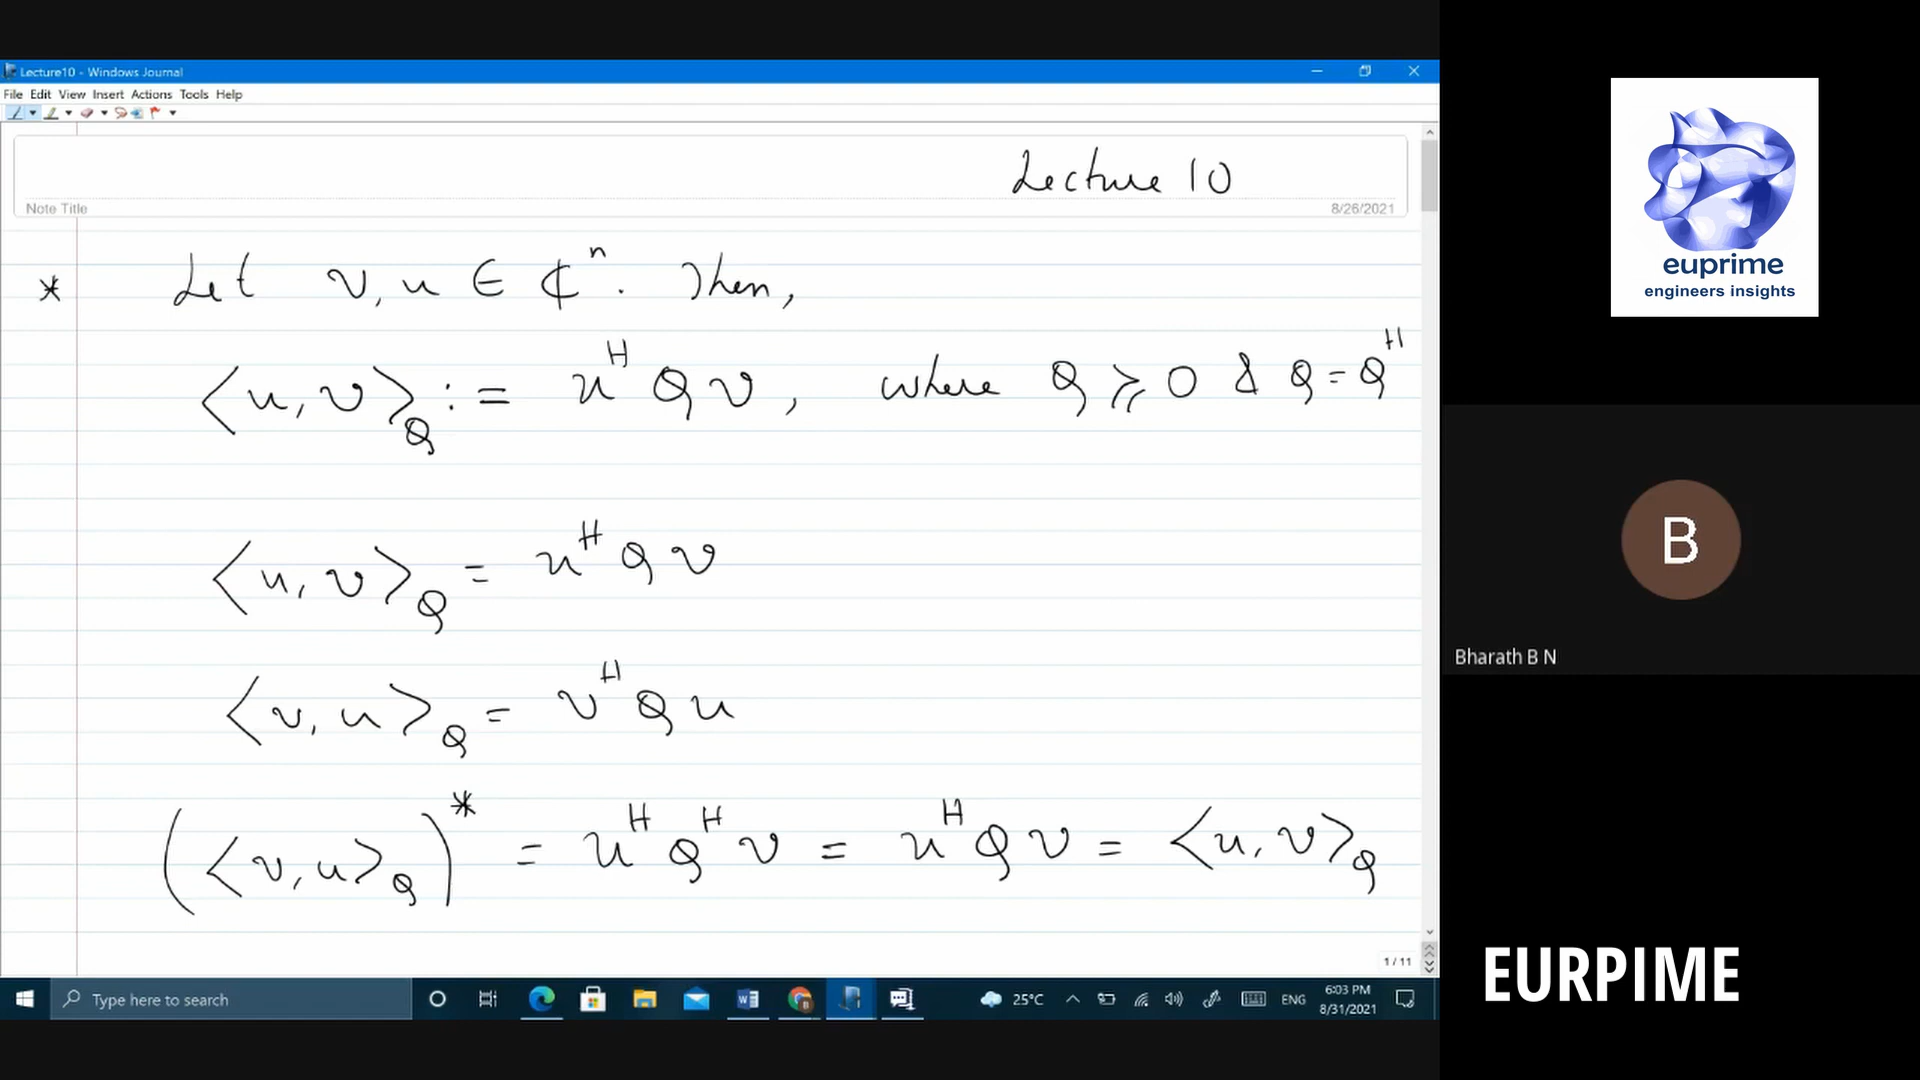 Lecture10 - Windows Journal
File Edit View Insert Actions Tools Help
Lecture 10
Note Title
8/26/2021
* Let v, u ∈ ℂⁿ. Then,
⟨u, v⟩_Q := u^H Q v, where Q ⩾ 0 & Q = Q^H
⟨u, v⟩_Q = u^H Q v
⟨v, u⟩_Q = v^H Q u
(⟨v, u⟩_Q)^* = u^H Q^H v = u^H Q v = ⟨u, v⟩_Q
1 / 11
Type here to search
25°C
ENG
6:03 PM
8/31/2021
euprime
engineers insights
B
Bharath B N
EURPIME